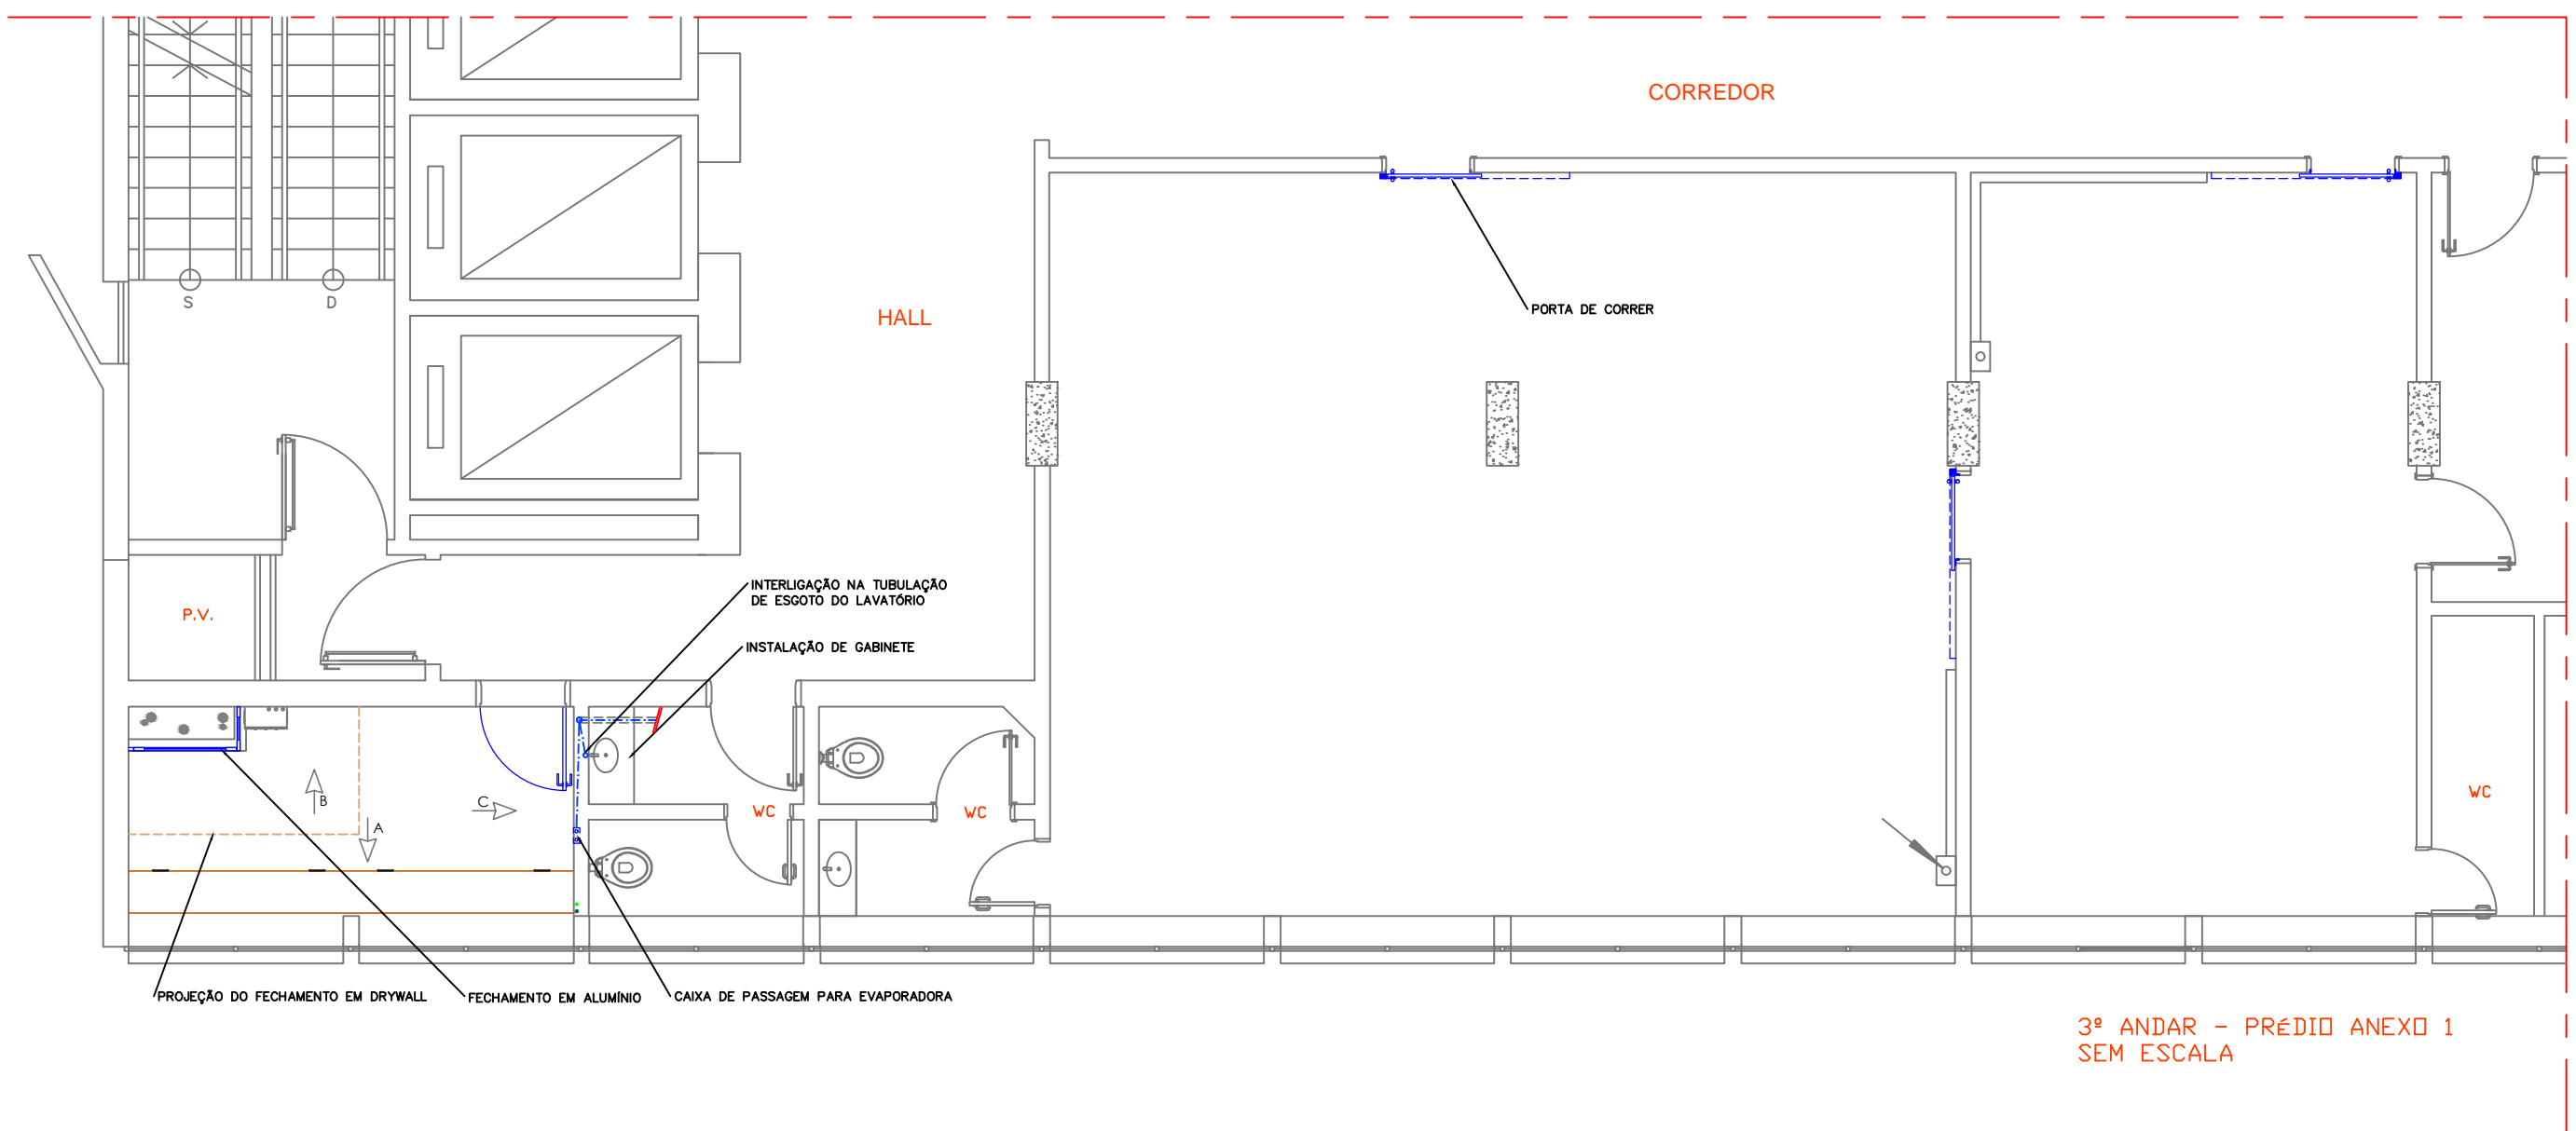 CORREDOR
S
D
HALL
PORTA DE CORRER
INTERLIGAÇÃO NA TUBULAÇÃO
DE ESGOTO DO LAVATÓRIO
P.V.
INSTALAÇÃO DE GABINETE
B
C
A
WC
WC
WC
PROJEÇÃO DO FECHAMENTO EM DRYWALL
FECHAMENTO EM ALUMÍNIO
CAIXA DE PASSAGEM PARA EVAPORADORA
3º ANDAR - PRÉDIO ANEXO 1
SEM ESCALA